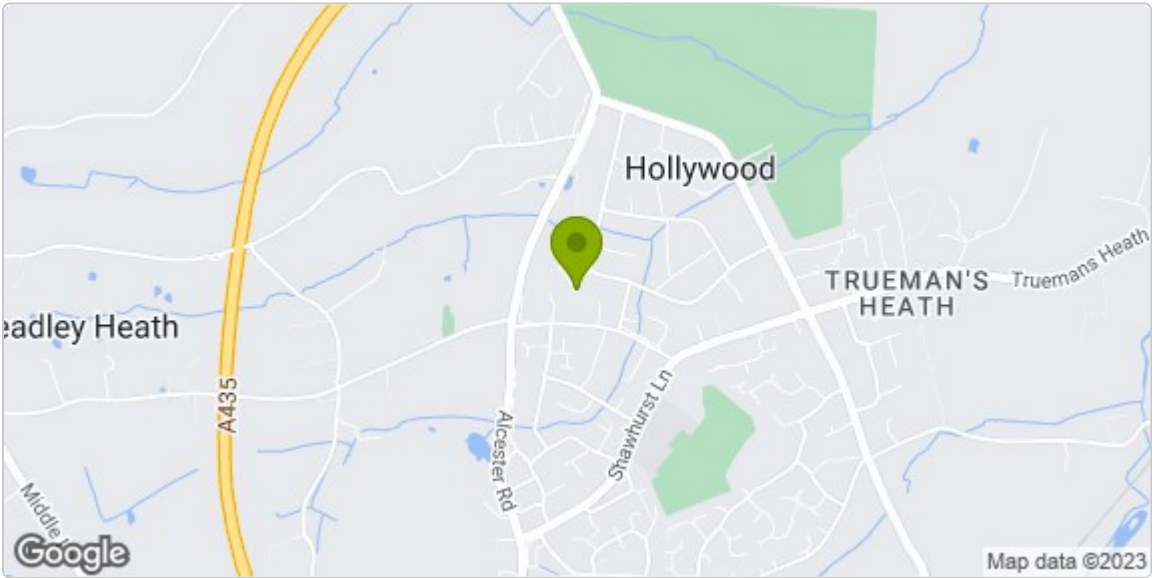 Hollywood
TRUEMAN'S
HEATH
Truemans Heath
eadley Heath
A435
Alcester Rd
Shawhurst Ln
Middle
Google
Map data ©2023